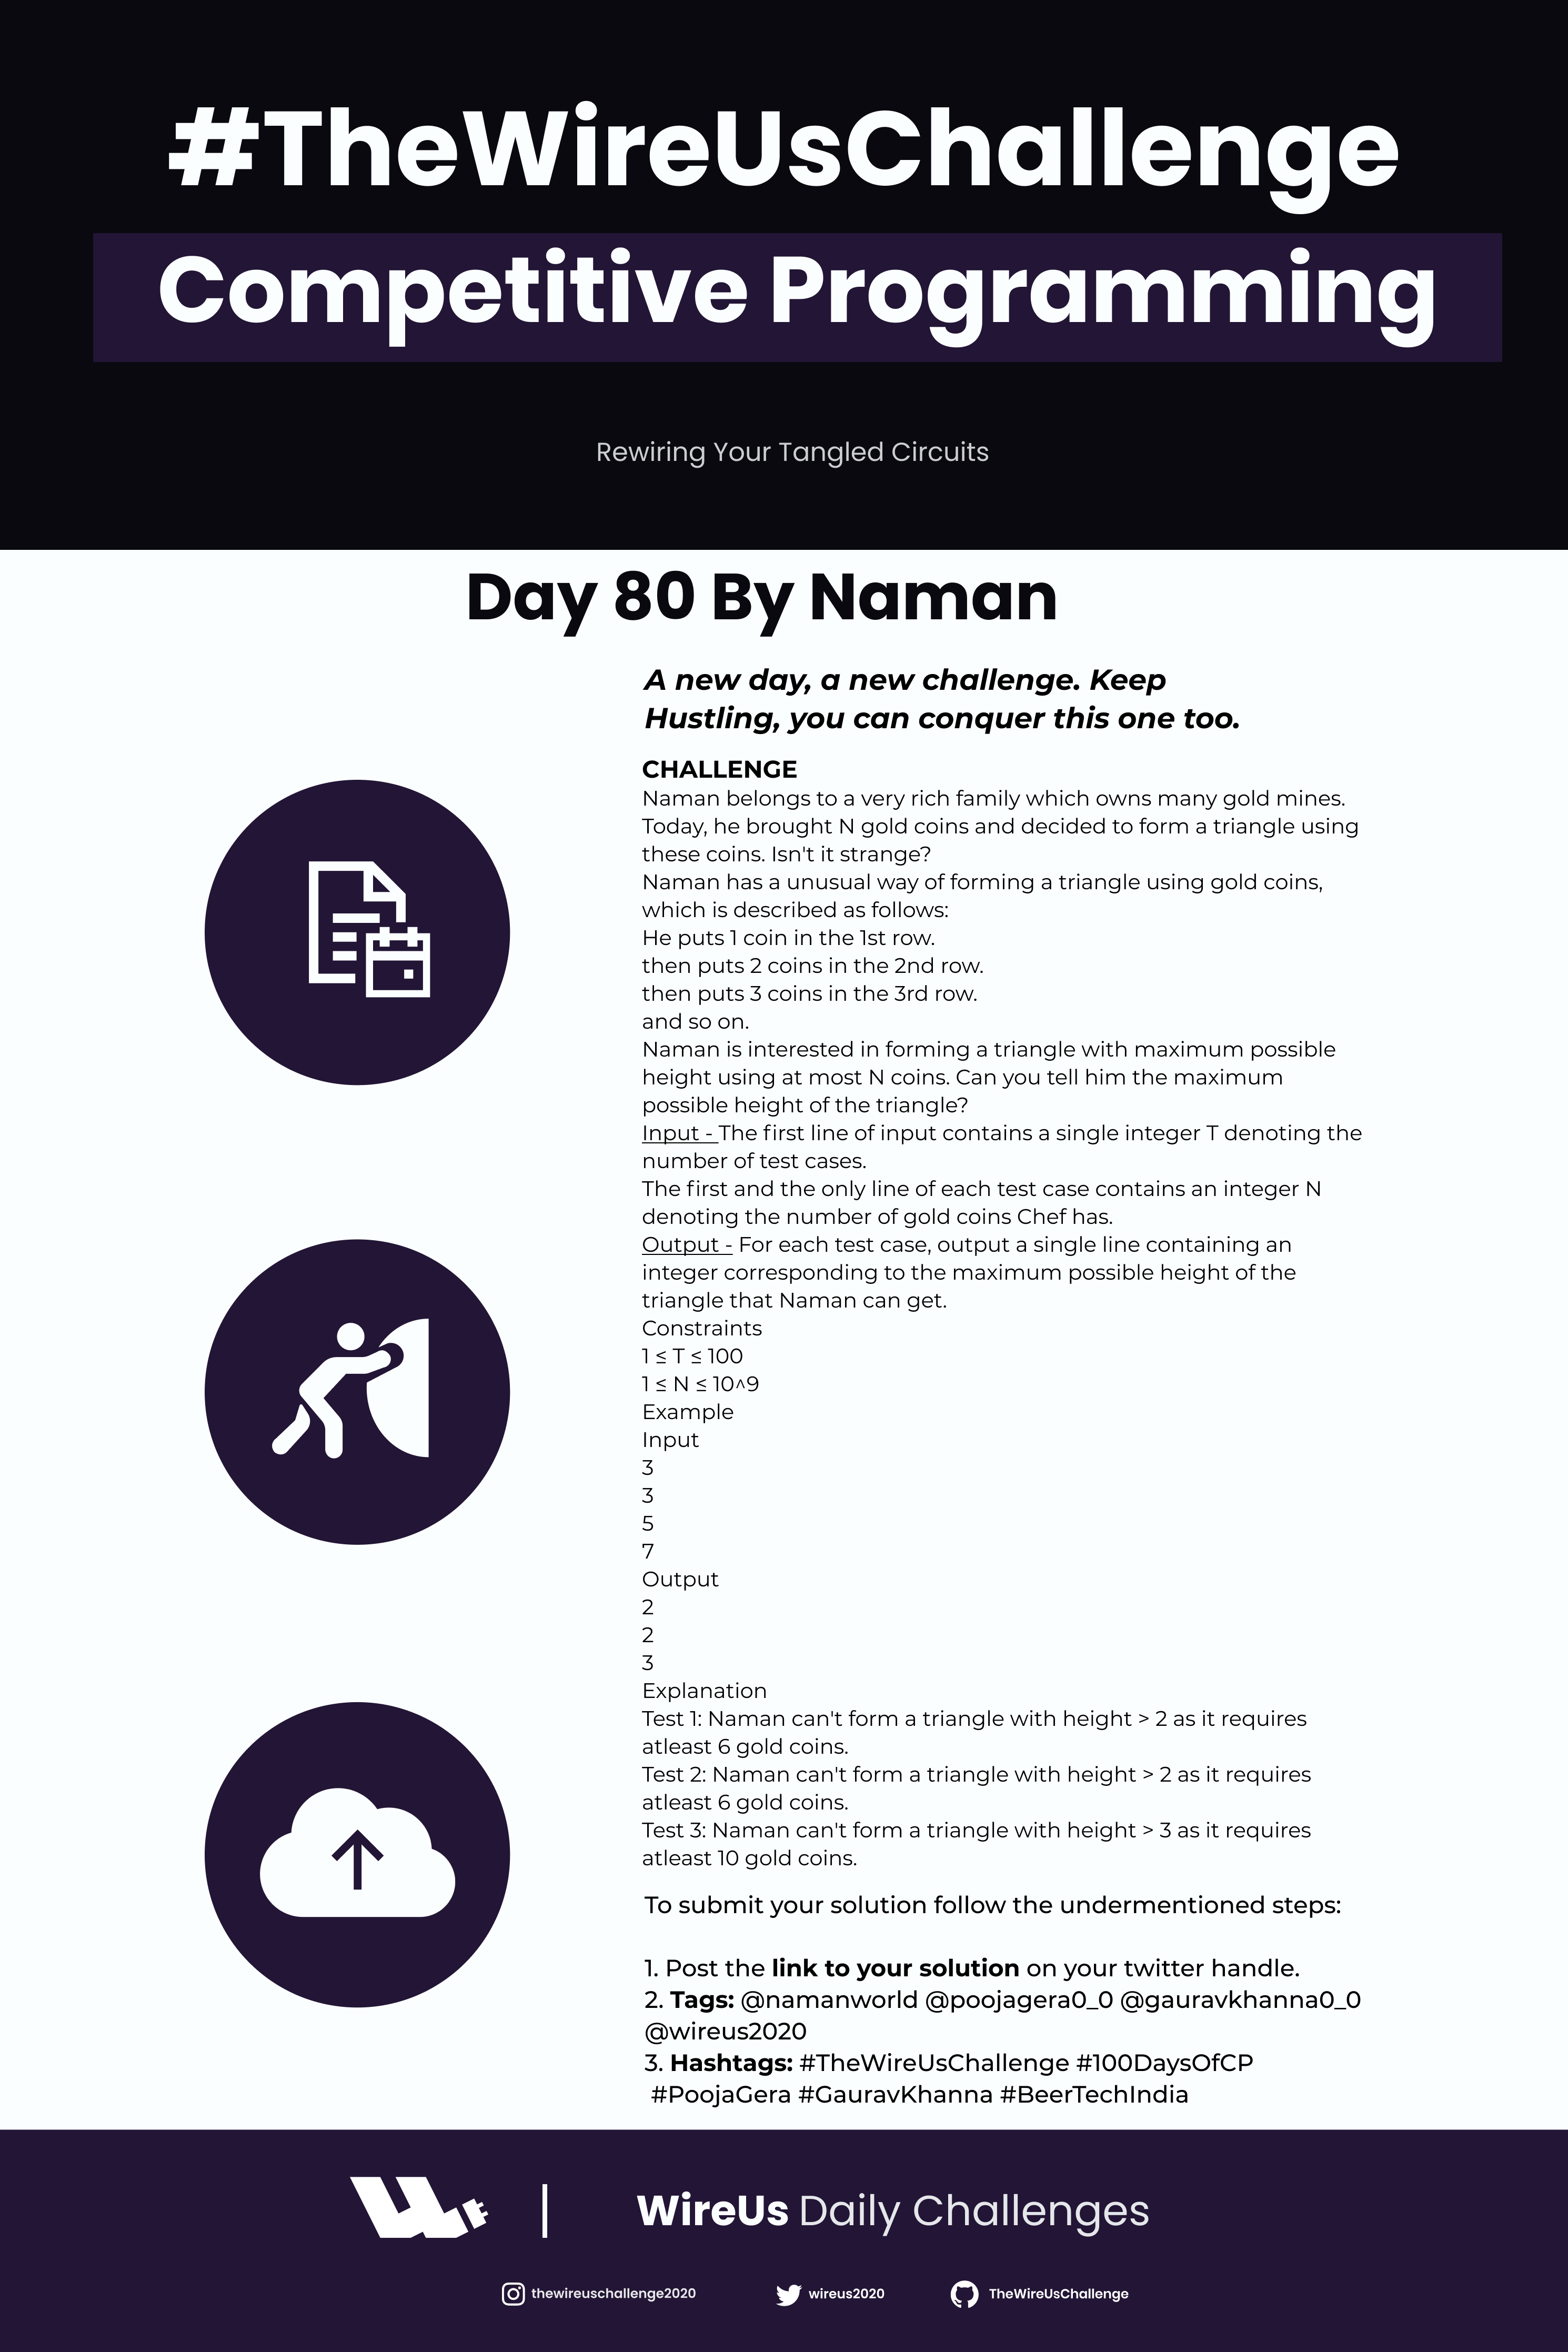 #TheWireUsChallenge
Competitive Programming
Rewiring Your Tangled Circuits
Day 80 By Naman
A new day, a new challenge. Keep
Hustling, you can conquer this one too.
CHALLENGE
Naman belongs to a very rich family which owns many gold mines.
Today, he brought N gold coins and decided to form a triangle using
these coins. Isn't it strange?
Naman has a unusual way of forming a triangle using gold coins,
which is described as follows:
He puts 1 coin in the 1st row.
then puts 2 coins in the 2nd row.
then puts 3 coins in the 3rd row.
and so on.
Naman is interested in forming a triangle with maximum possible
height using at most N coins. Can you tell him the maximum
possible height of the triangle?
Input - The first line of input contains a single integer T denoting the
number of test cases.
The first and the only line of each test case contains an integer N
denoting the number of gold coins Chef has.
Output - For each test case, output a single line containing an
integer corresponding to the maximum possible height of the
triangle that Naman can get.
Constraints
1 ≤ T ≤ 100
1 ≤ N ≤ 10^9
Example
Input
3
3
5
7
Output
2
2
3
Explanation
Test 1: Naman can't form a triangle with height > 2 as it requires
atleast 6 gold coins.
Test 2: Naman can't form a triangle with height > 2 as it requires
atleast 6 gold coins.
Test 3: Naman can't form a triangle with height > 3 as it requires
atleast 10 gold coins.
To submit your solution follow the undermentioned steps:
1. Post the link to your solution on your twitter handle.
2. Tags: @namanworld @poojagera0_0 @gauravkhanna0_0
@wireus2020
3. Hashtags: #TheWireUsChallenge #100DaysOfCP
#PoojaGera #GauravKhanna #BeerTechIndia
WireUs Daily Challenges
thewireuschallenge2020 wireus2020 TheWireUsChallenge